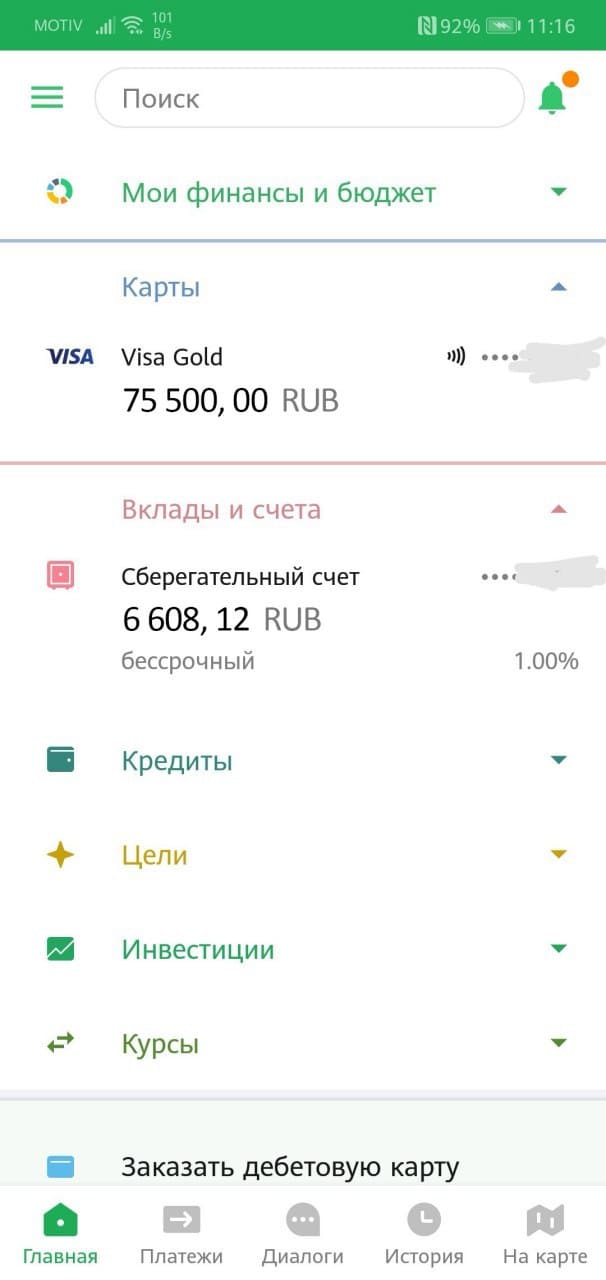 MOTIV 101 B/s 92% 11:16
Поиск
Мои финансы и бюджет
Карты
VISA Visa Gold ••••
75 500, 00 RUB
Вклады и счета
Сберегательный счет ••••
6 608, 12 RUB
бессрочный 1.00%
Кредиты
Цели
Инвестиции
Курсы
Заказать дебетовую карту
Главная Платежи Диалоги История На карте